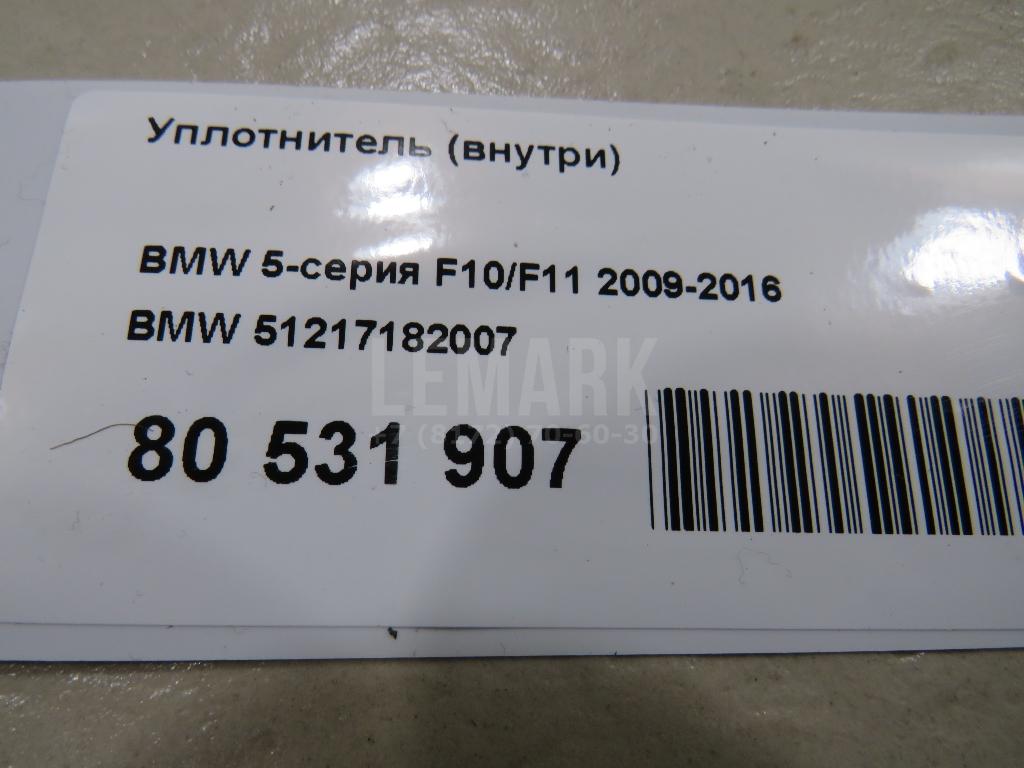 Уплотнитель (внутри)
BMW 5-серия F10/F11 2009-2016
BMW 51217182007
LEMARK
80 531 907